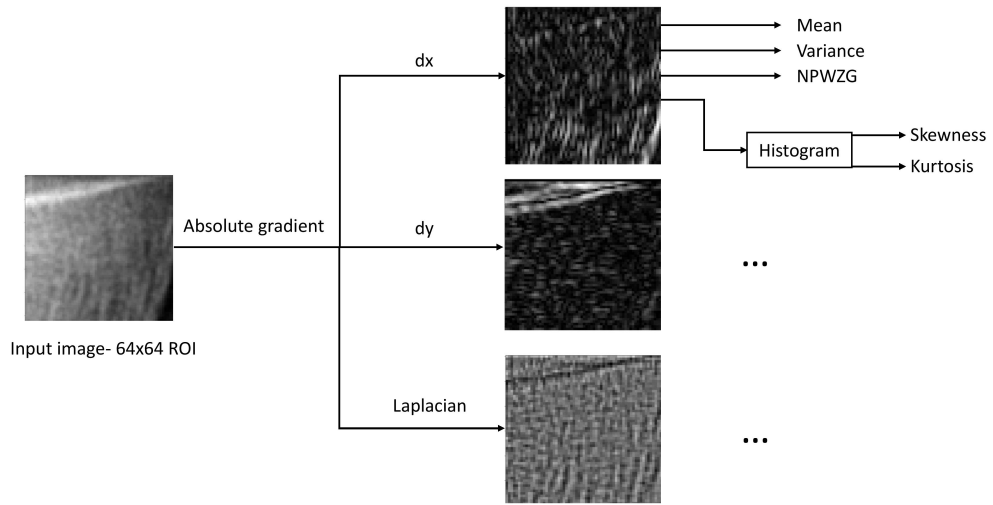 Mean
Variance
NPWZG
dx
Histogram
Skewness
Kurtosis
Absolute gradient
dy
...
Input image- 64x64 ROI
Laplacian
...